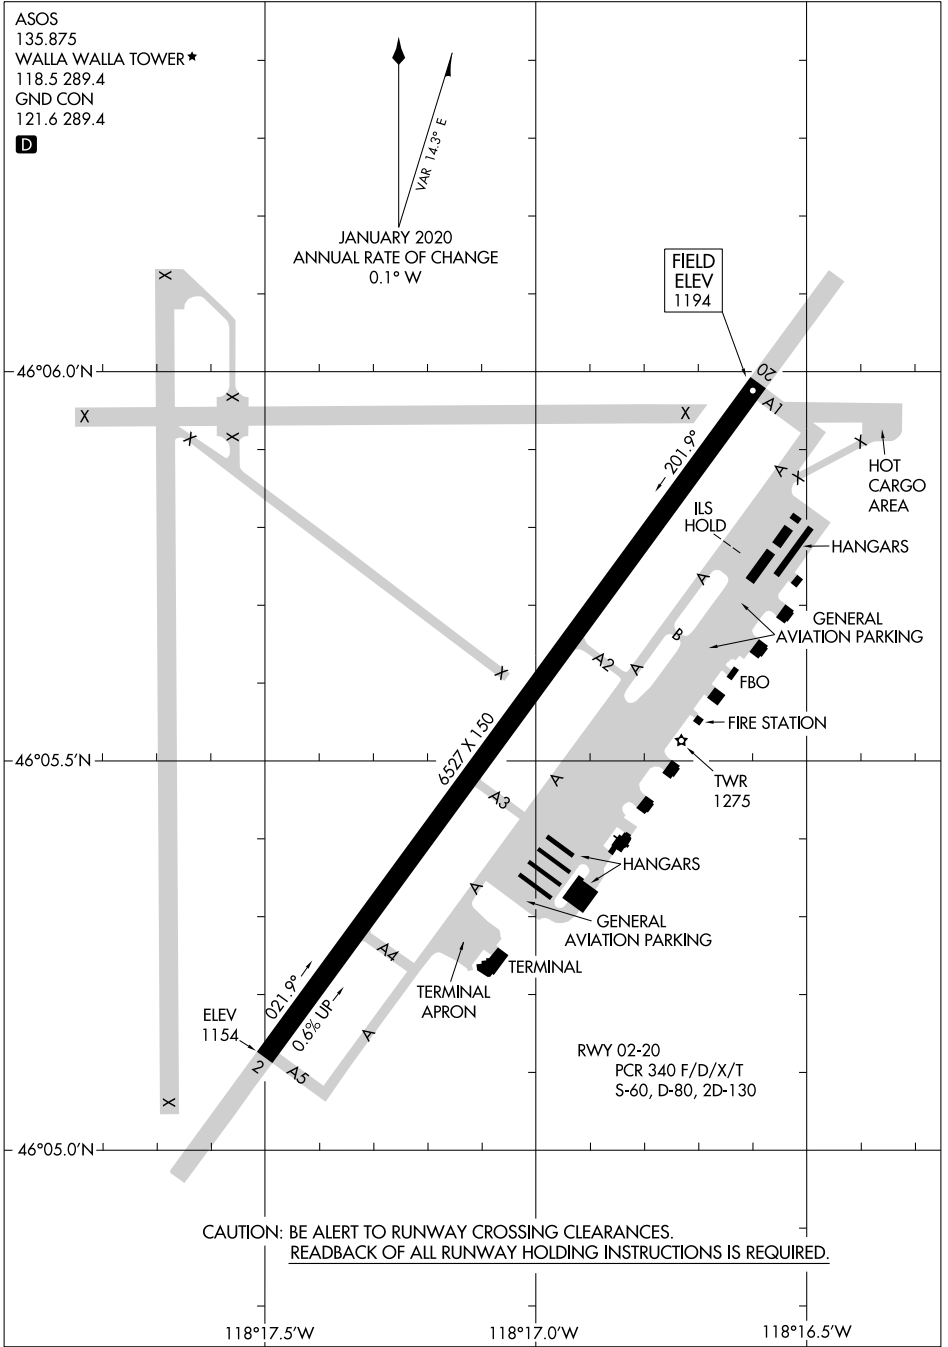 ASOS
135.875
WALLA WALLA TOWER★
118.5 289.4
GND CON
121.6 289.4
D
VAR 14.3° E
JANUARY 2020
ANNUAL RATE OF CHANGE
0.1° W
FIELD
ELEV
1194
X
46°06.0'N
20
A1
X
X
X
X
X
X
X
X
201.9°
A
HOT
CARGO
AREA
ILS
HOLD
HANGARS
A
GENERAL
AVIATION PARKING
B
A2
A
X
FBO
FIRE STATION
6527 X 150
46°05.5'N
A
TWR
1275
A3
HANGARS
A
GENERAL
AVIATION PARKING
A4
TERMINAL
TERMINAL
APRON
021.9°
0.6% UP
ELEV
1154
A
2
A5
RWY 02-20
PCR 340 F/D/X/T
S-60, D-80, 2D-130
X
46°05.0'N
CAUTION: BE ALERT TO RUNWAY CROSSING CLEARANCES.
READBACK OF ALL RUNWAY HOLDING INSTRUCTIONS IS REQUIRED.
118°17.5'W
118°17.0'W
118°16.5'W